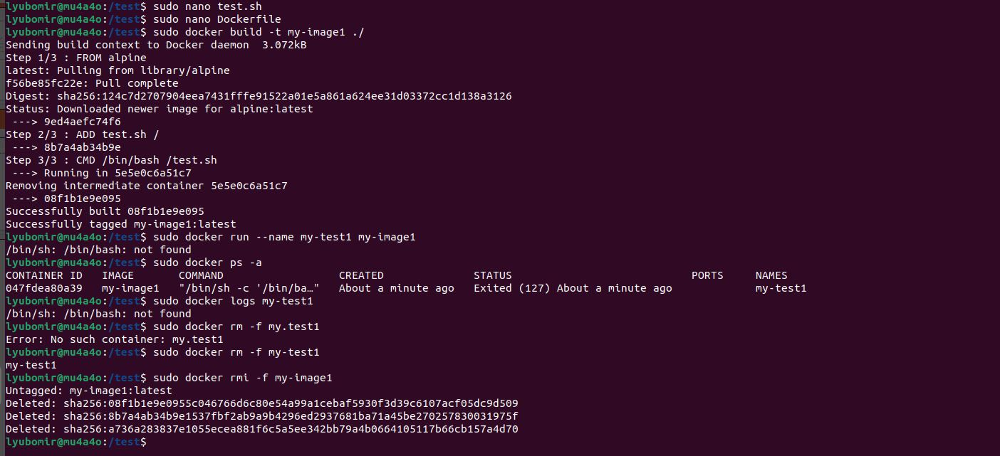 lyubomir@mu4a4o:/test$ sudo nano test.sh
lyubomir@mu4a4o:/test$ sudo nano Dockerfile
lyubomir@mu4a4o:/test$ sudo docker build -t my-image1 ./
Sending build context to Docker daemon  3.072kB
Step 1/3 : FROM alpine
latest: Pulling from library/alpine
f56be85fc22e: Pull complete
Digest: sha256:124c7d2707904eea7431fffe91522a01e5a861a624ee31d03372cc1d138a3126
Status: Downloaded newer image for alpine:latest
 ---> 9ed4aefc74f6
Step 2/3 : ADD test.sh /
 ---> 8b7a4ab34b9e
Step 3/3 : CMD /bin/bash /test.sh
 ---> Running in 5e5e0c6a51c7
Removing intermediate container 5e5e0c6a51c7
 ---> 08f1b1e9e095
Successfully built 08f1b1e9e095
Successfully tagged my-image1:latest
lyubomir@mu4a4o:/test$ sudo docker run --name my-test1 my-image1
/bin/sh: /bin/bash: not found
lyubomir@mu4a4o:/test$ sudo docker ps -a
CONTAINER ID   IMAGE       COMMAND                  CREATED              STATUS                            PORTS     NAMES
047fdea80a39   my-image1   "/bin/sh -c '/bin/ba…"   About a minute ago   Exited (127) About a minute ago             my-test1
lyubomir@mu4a4o:/test$ sudo docker logs my-test1
/bin/sh: /bin/bash: not found
lyubomir@mu4a4o:/test$ sudo docker rm -f my.test1
Error: No such container: my.test1
lyubomir@mu4a4o:/test$ sudo docker rm -f my-test1
my-test1
lyubomir@mu4a4o:/test$ sudo docker rmi -f my-image1
Untagged: my-image1:latest
Deleted: sha256:08f1b1e9e0955c046766d6c80e54a99a1cebaf5930f3d39c6107acf05dc9d509
Deleted: sha256:8b7a4ab34b9e1537fbf2ab9a9b4296ed2937681ba71a45be270257830031975f
Deleted: sha256:a736a283837e1055ecea881f6c5a5ee342bb79a4b0664105117b66cb157a4d70
lyubomir@mu4a4o:/test$